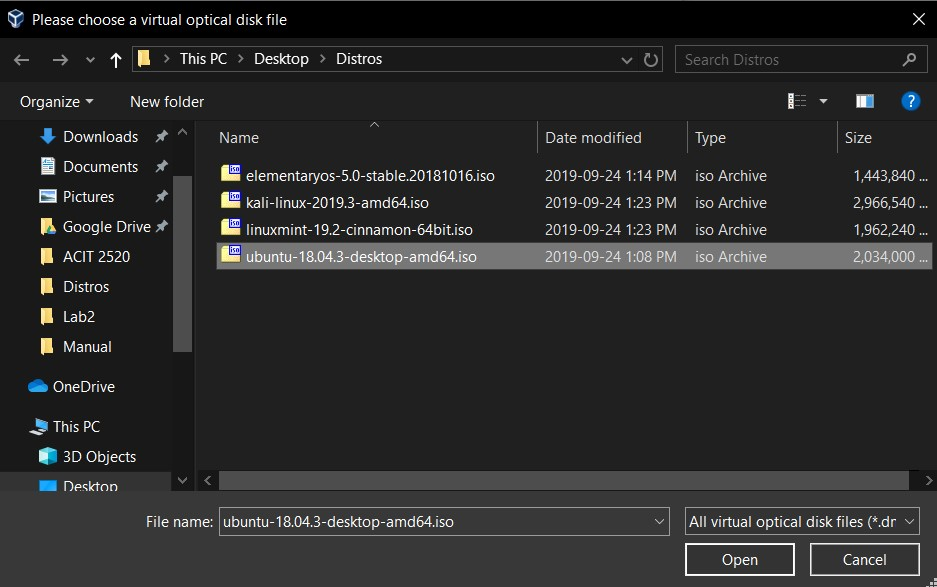 Please choose a virtual optical disk file
This PC Desktop Distros
Search Distros
Organize New folder
Name Date modified Type Size
Downloads
Documents
Pictures
Google Drive
ACIT 2520
Distros
Lab2
Manual
OneDrive
This PC
3D Objects
Desktop
elementaryos-5.0-stable.20181016.iso 2019-09-24 1:14 PM iso Archive 1,443,840 ...
kali-linux-2019.3-amd64.iso 2019-09-24 1:23 PM iso Archive 2,966,540 ...
linuxmint-19.2-cinnamon-64bit.iso 2019-09-24 1:23 PM iso Archive 1,962,240 ...
ubuntu-18.04.3-desktop-amd64.iso 2019-09-24 1:08 PM iso Archive 2,034,000 ...
File name: ubuntu-18.04.3-desktop-amd64.iso All virtual optical disk files (*.dr
Open Cancel